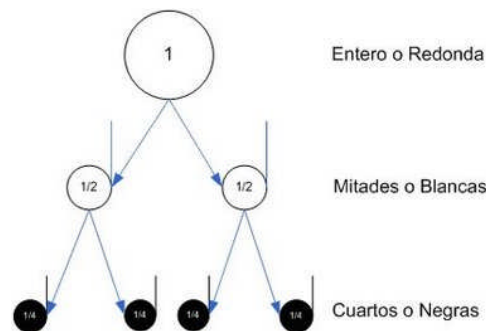 1
Entero o Redonda
1/2
1/2
Mitades o Blancas
1/4
1/4
1/4
1/4
Cuartos o Negras